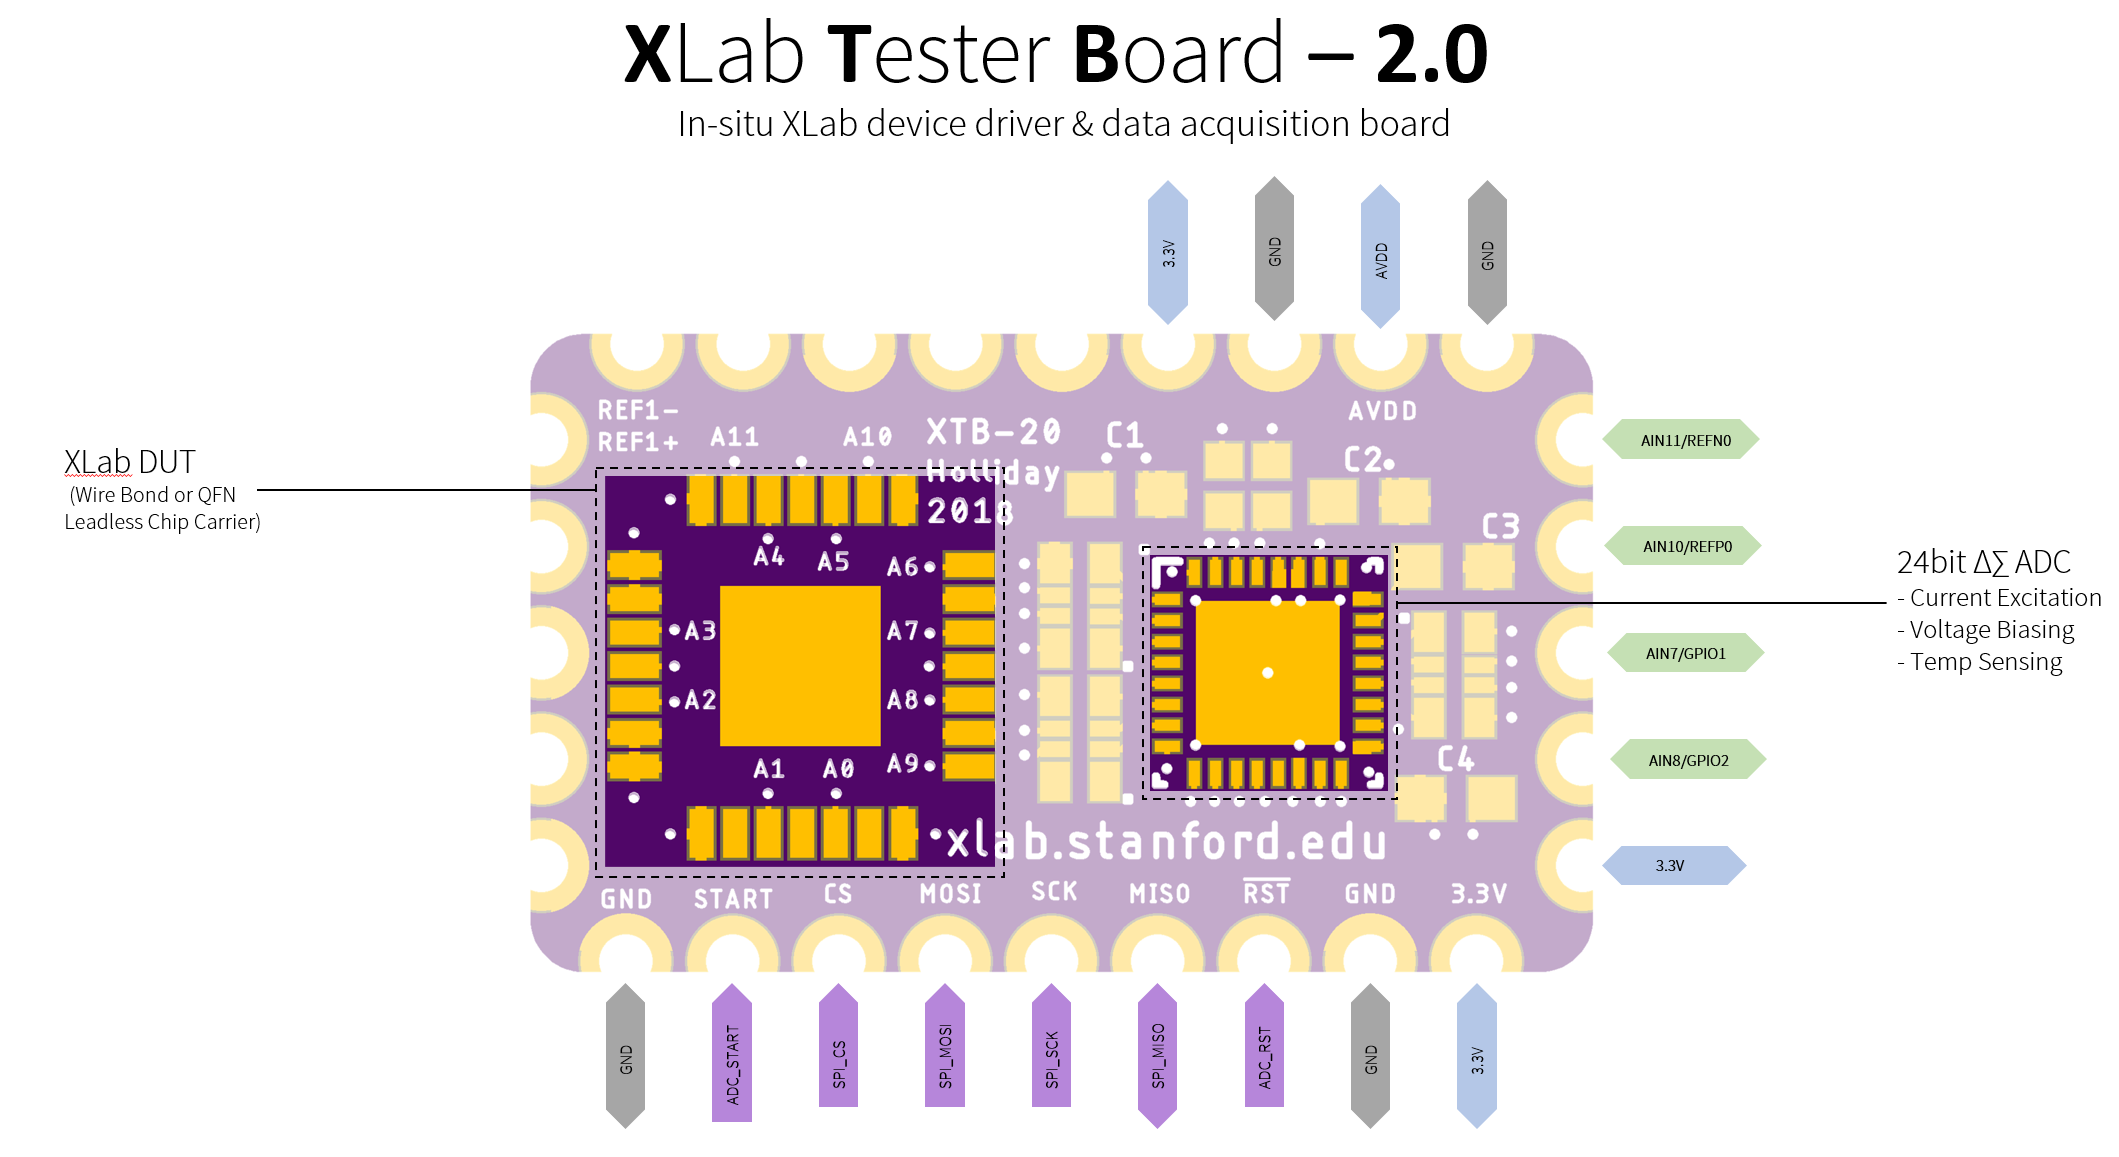 XLab Tester Board – 2.0
In-situ XLab device driver & data acquisition board
3.3V
GND
AVDD
GND
REF1-
REF1+
A11
A10
XTB-20
Holliday
2018
C1
AVDD
C2
C3
C4
A4
A5
A6
A3
A7
A2
A8
A1
A0
A9
xlab.stanford.edu
GND
START
CS
MOSI
SCK
MISO
RST
GND
3.3V
XLab DUT
(Wire Bond or QFN
Leadless Chip Carrier)
AIN11/REFN0
AIN10/REFP0
AIN7/GPIO1
AIN8/GPIO2
3.3V
24bit Δ∑ ADC
- Current Excitation
- Voltage Biasing
- Temp Sensing
GND
ADC_START
SPI_CS
SPI_MOSI
SPI_SCK
SPI_MISO
ADC_RST
GND
3.3V